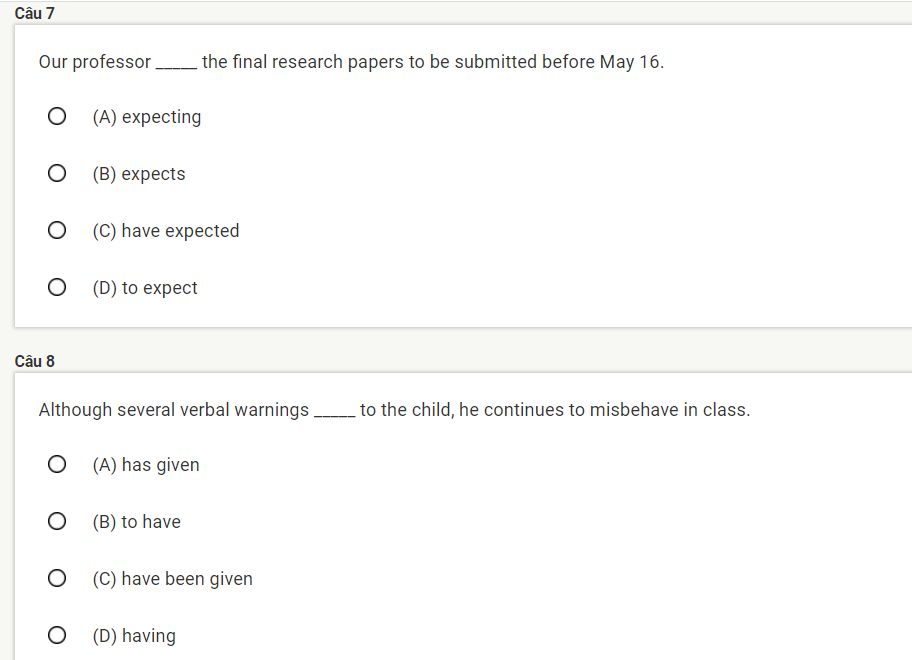 Câu 7
Our professor _____ the final research papers to be submitted before May 16.
(A) expecting
(B) expects
(C) have expected
(D) to expect
Câu 8
Although several verbal warnings _____ to the child, he continues to misbehave in class.
(A) has given
(B) to have
(C) have been given
(D) having